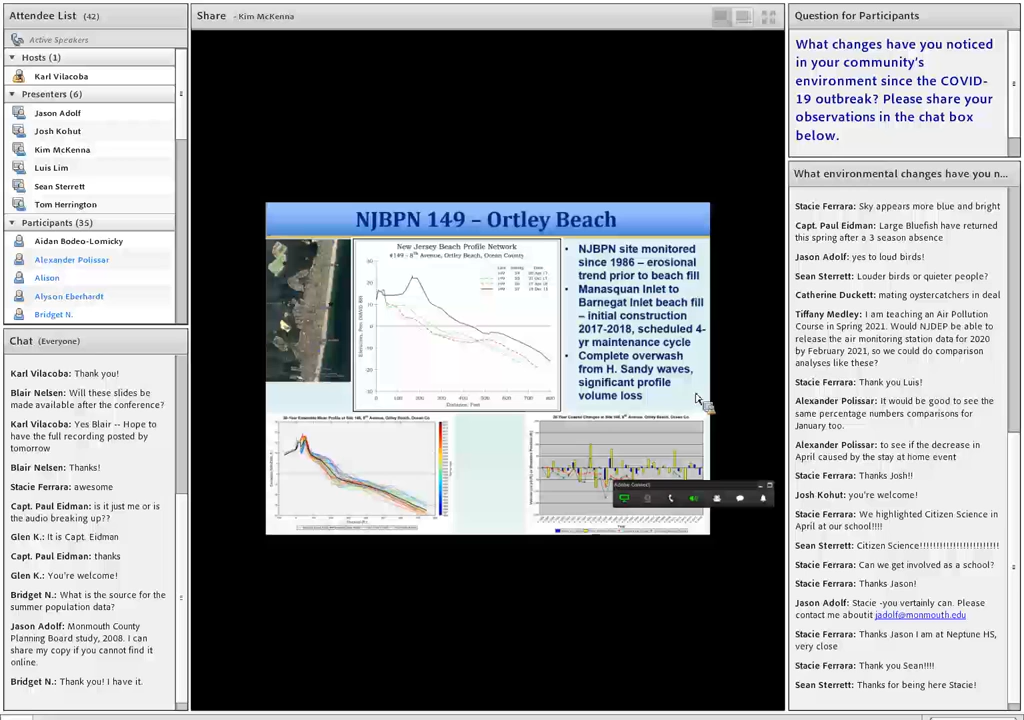 Attendee List (42)
Active Speakers
Hosts (1)
Karl Vilacoba
Presenters (6)
Jason Adolf
Josh Kohut
Kim McKenna
Luis Lim
Sean Sterrett
Tom Herrington
Participants (35)
Aidan Bodeo-Lomicky
Alexander Polissar
Alison
Alyson Eberhardt
Bridget N.
Chat (Everyone)
Karl Vilacoba: Thank you!
Blair Nelsen: Will these slides be
made available after the conference?
Karl Vilacoba: Yes Blair -- Hope to
have the full recording posted by
tomorrow
Blair Nelsen: Thanks!
Stacie Ferrara: awesome
Capt. Paul Eidman: is it just me or is
the audio breaking up??
Glen K.: It is Capt. Eidman
Capt. Paul Eidman: thanks
Glen K.: You're welcome!
Bridget N.: What is the source for the
summer population data?
Jason Adolf: Monmouth County
Planning Board study, 2008. I can
share my copy if you cannot find it
online.
Bridget N.: Thank you! I have it.
Share - Kim McKenna
NJBPN 149 – Ortley Beach
New Jersey Beach Profile Network
#149 - 8th Avenue, Ortley Beach, Ocean County
• NJBPN site monitored
since 1986 – erosional
trend prior to beach fill
• Manasquan Inlet to
Barnegat Inlet beach fill
– initial construction
2017-2018, scheduled 4-
yr maintenance cycle
• Complete overwash
from H. Sandy waves,
significant profile
volume loss
Adobe Connect
Question for Participants
What changes have you noticed
in your community's
environment since the COVID-
19 outbreak? Please share your
observations in the chat box
below.
What environmental changes have you n...
Stacie Ferrara: Sky appears more blue and bright
Capt. Paul Eidman: Large Bluefish have returned
this spring after a 3 season absence
Jason Adolf: yes to loud birds!
Sean Sterrett: Louder birds or quieter people?
Catherine Duckett: mating oystercatchers in deal
Tiffany Medley: I am teaching an Air Pollution
Course in Spring 2021. Would NJDEP be able to
release the air monitoring station data for 2020
by February 2021, so we could do comparison
analyses like these?
Stacie Ferrara: Thank you Luis!
Alexander Polissar: It would be good to see the
same percentage numbers comparisons for
January too.
Alexander Polissar: to see if the decrease in
April caused by the stay at home event
Stacie Ferrara: Thanks Josh!!
Josh Kohut: you're welcome!
Stacie Ferrara: We highlighted Citizen Science in
April at our school!!!!
Sean Sterrett: Citizen Science!!!!!!!!!!!!!!!!!!!!!!!!
Stacie Ferrara: Can we get involved as a school?
Stacie Ferrara: Thanks Jason!
Jason Adolf: Stacie -you vertainly can. Please
contact me aboutit jadolf@monmouth.edu
Stacie Ferrara: Thanks Jason I am at Neptune HS,
very close
Stacie Ferrara: Thank you Sean!!!!
Sean Sterrett: Thanks for being here Stacie!